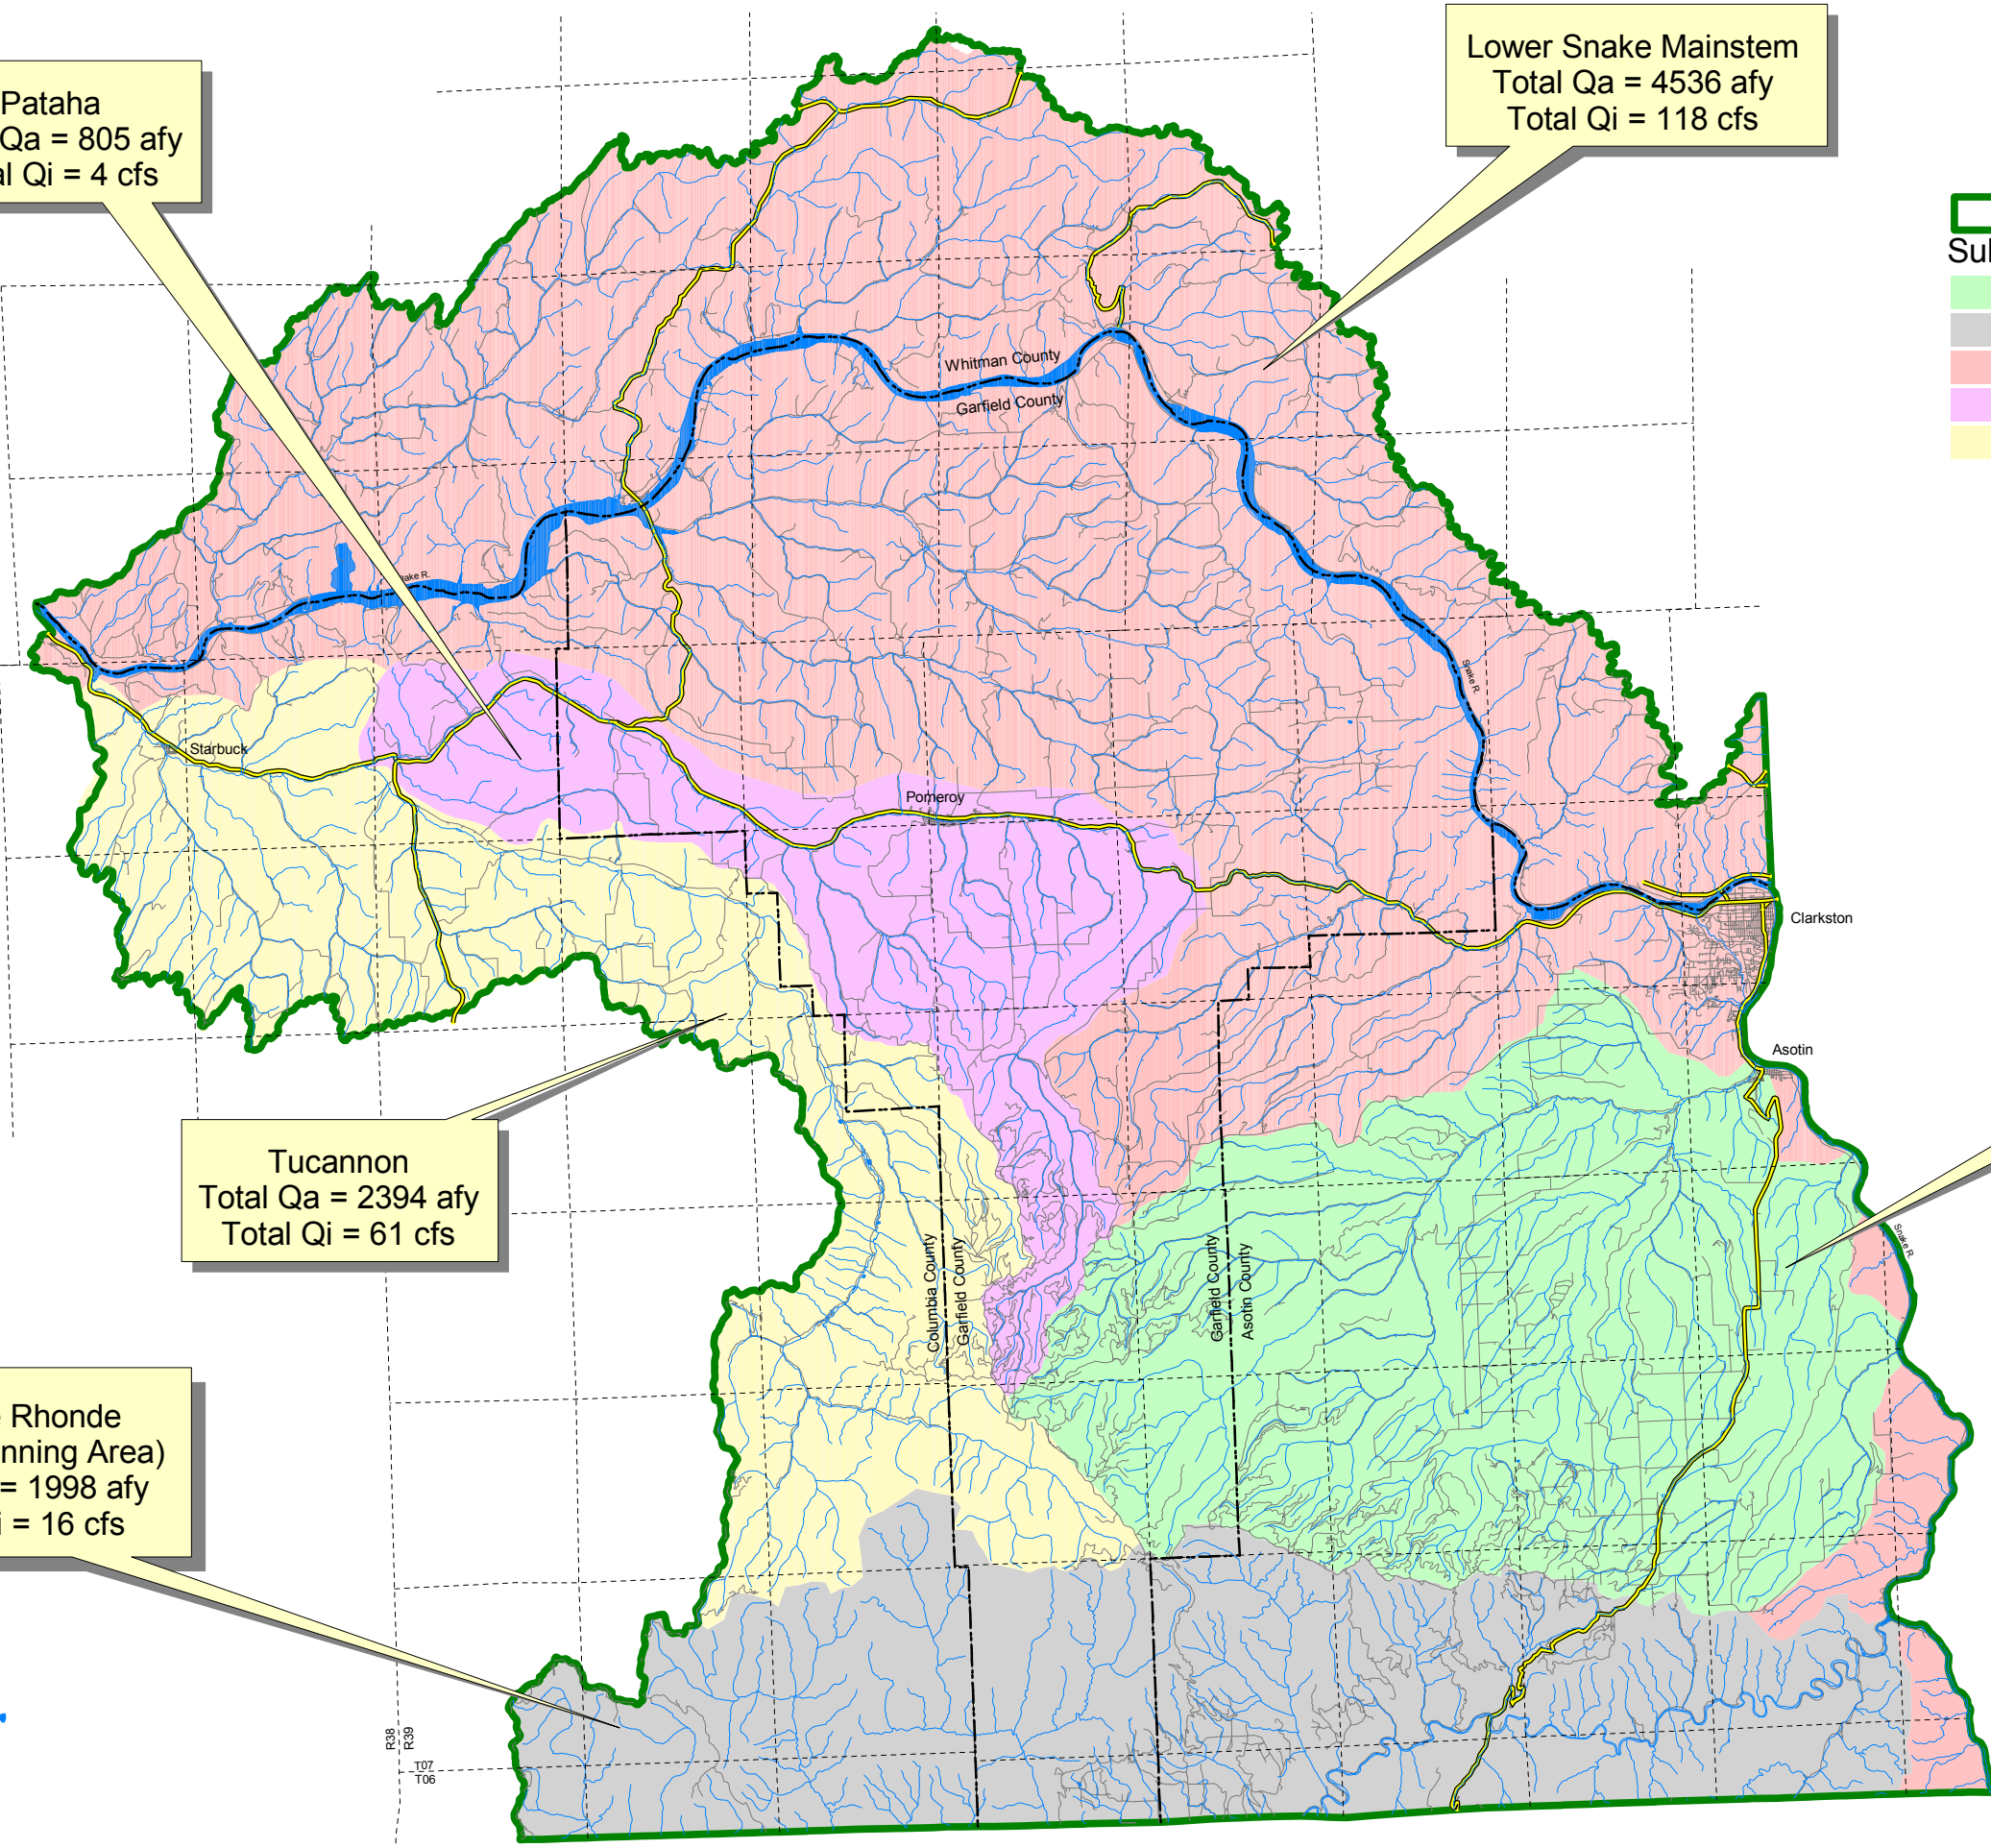 Pataha
Qa = 805 afy
Qi = 4 cfs
Lower Snake Mainstem
Total Qa = 4536 afy
Total Qi = 118 cfs
Whitman County
Garfield County
Snake R.
Starbuck
Pomeroy
Clarkston
Asotin
Tucannon
Total Qa = 2394 afy
Total Qi = 61 cfs
Columbia County
Garfield County
Garfield County
Asotin County
Snake R.
Rhonde
Area)
= 1998 afy
= 16 cfs
R38
R39
T07
T06